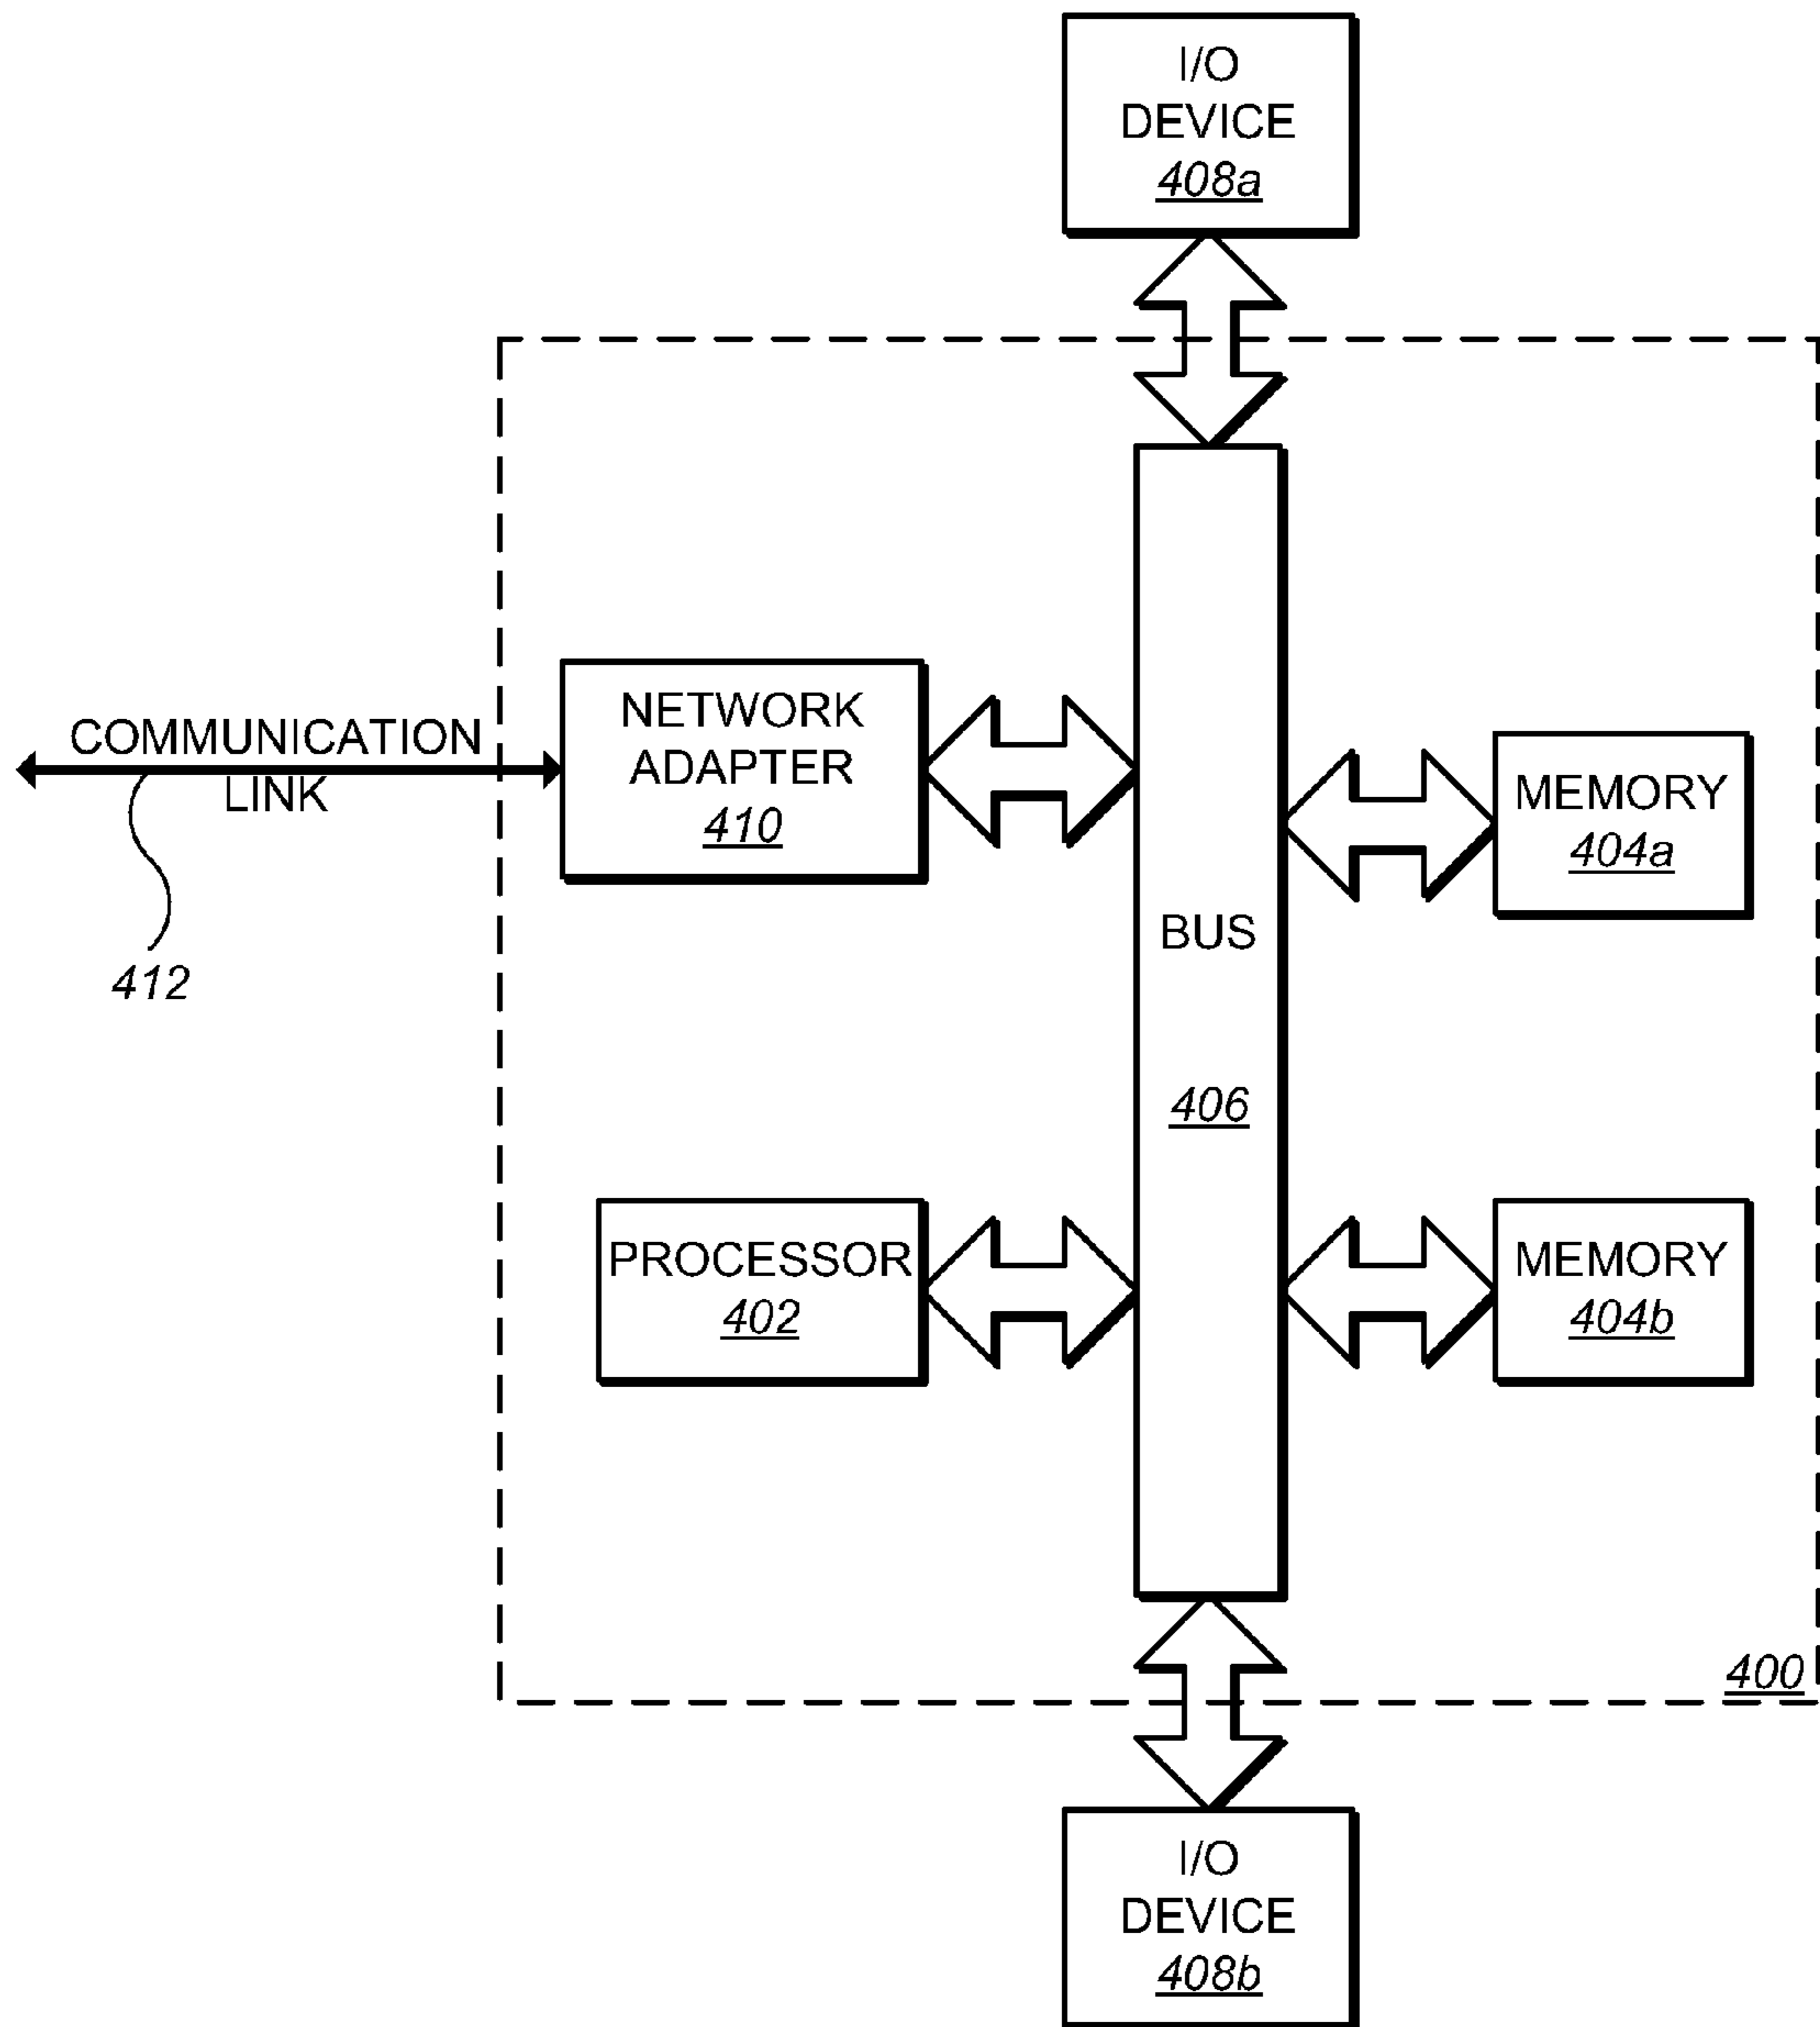 I/O
DEVICE
408a
COMMUNICATION
LINK
412
NETWORK
ADAPTER
410
MEMORY
404a
BUS
406
PROCESSOR
402
MEMORY
404b
400
I/O
DEVICE
408b